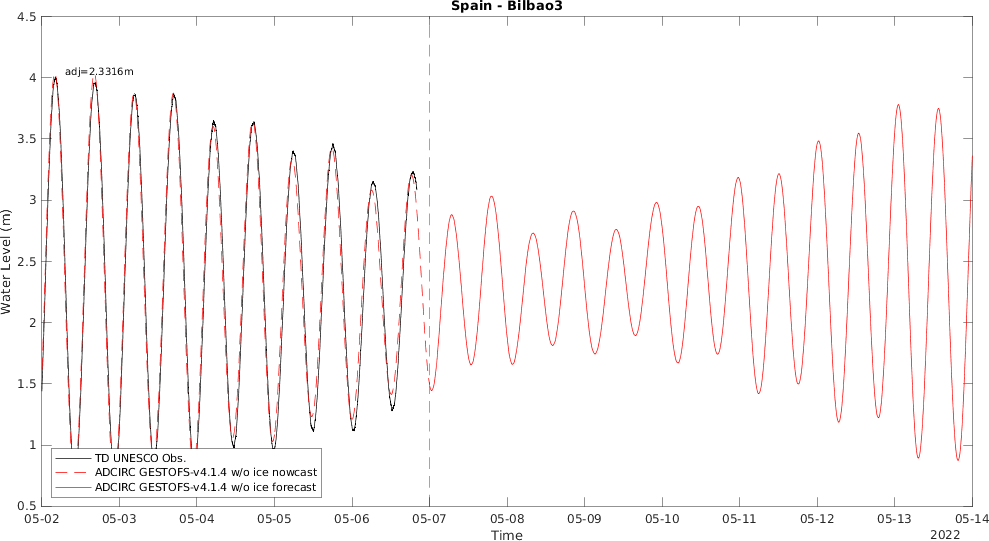 Spain - Bilbao3
4.5
4
3.5
3
2.5
2
1.5
1
0.5
Water Level (m)
adj=2.3316m
TD UNESCO Obs.
ADCIRC GESTOFS-v4.1.4 w/o ice nowcast
ADCIRC GESTOFS-v4.1.4 w/o ice forecast
05-02 05-03 05-04 05-05 05-06 05-07 05-08 05-09 05-10 05-11 05-12 05-13 05-14
Time
2022